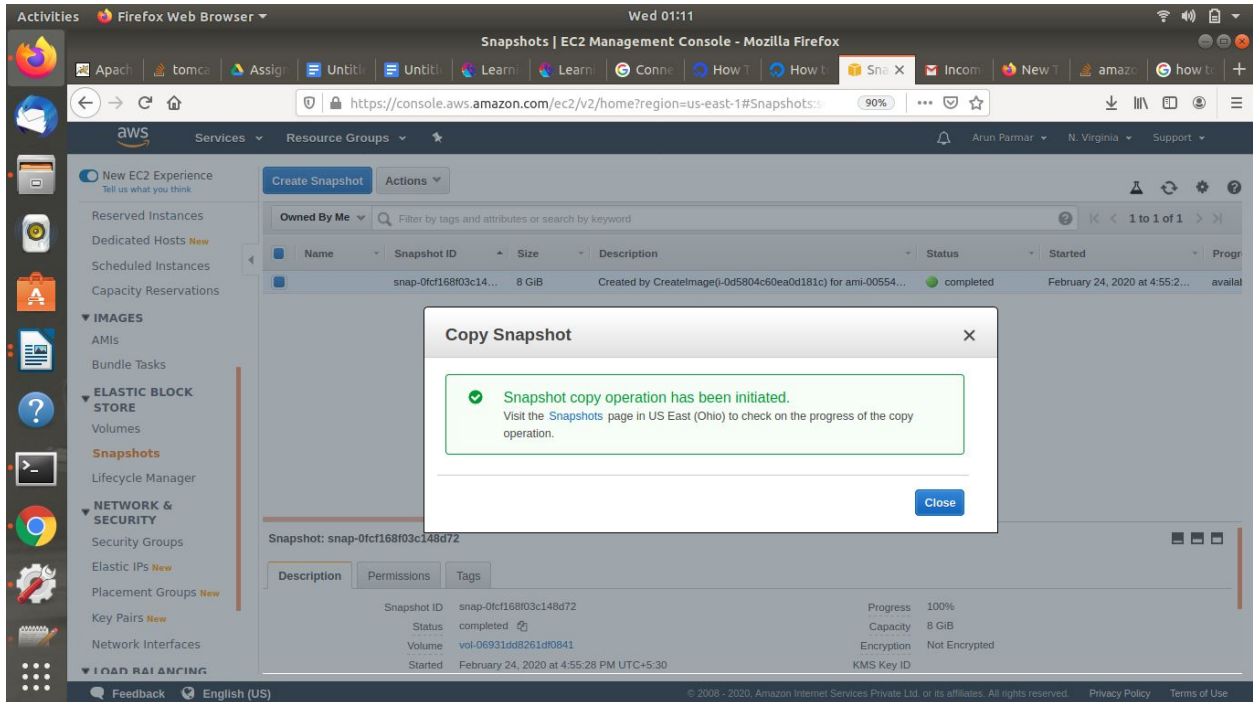 Activities Firefox Web Browser Wed 01:11
Snapshots | EC2 Management Console - Mozilla Firefox
Apach tomca Assign Untitl Untitl Learni Learni Conne How T How to Sna Incom New T amazo how to
https://console.aws.amazon.com/ec2/v2/home?region=us-east-1#Snapshots:s 90%
aws Services Resource Groups Arun Parmar N. Virginia Support
New EC2 Experience
Tell us what you think
Create Snapshot Actions
Reserved Instances
Dedicated Hosts New
Scheduled Instances
Capacity Reservations
IMAGES
AMIs
Bundle Tasks
ELASTIC BLOCK
STORE
Volumes
Snapshots
Lifecycle Manager
NETWORK &
SECURITY
Security Groups
Elastic IPs New
Placement Groups New
Key Pairs New
Network Interfaces
LOAD BALANCING
Owned By Me Filter by tags and attributes or search by keyword 1 to 1 of 1
Name Snapshot ID Size Description Status Started Progr
snap-0fcf168f03c14... 8 GiB Created by CreateImage(i-0d5804c60ea0d181c) for ami-00554... completed February 24, 2020 at 4:55:2... availal
Copy Snapshot
Snapshot copy operation has been initiated.
Visit the Snapshots page in US East (Ohio) to check on the progress of the copy
operation.
Close
Snapshot: snap-0fcf168f03c148d72
Description Permissions Tags
Snapshot ID snap-0fcf168f03c148d72 Progress 100%
Status completed Capacity 8 GiB
Volume vol-06931dd8261df0841 Encryption Not Encrypted
Started February 24, 2020 at 4:55:28 PM UTC+5:30 KMS Key ID
Feedback English (US) © 2008 - 2020, Amazon Internet Services Private Ltd. or its affiliates. All rights reserved. Privacy Policy Terms of Use